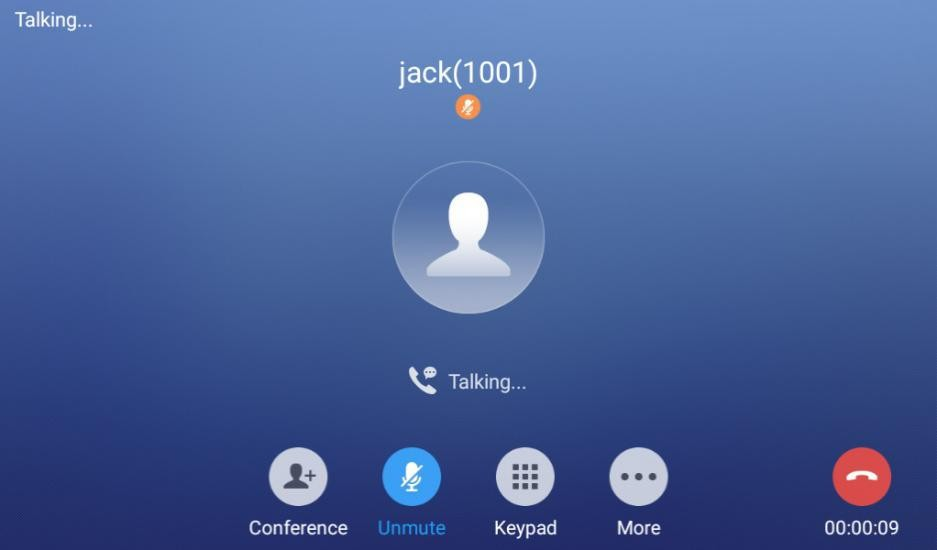 Talking...
jack(1001)
Talking...
Conference Unmute Keypad More 00:00:09